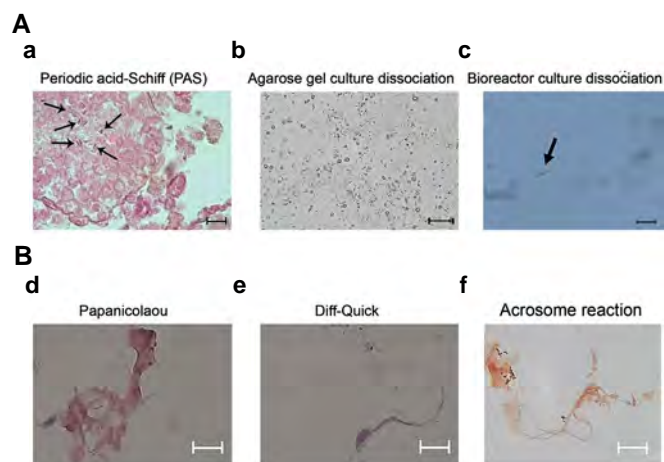 A
a
b
c
Periodic acid-Schiff (PAS)
Agarose gel culture dissociation
Bioreactor culture dissociation
B
d
e
f
Papanicolaou
Diff-Quick
Acrosome reaction